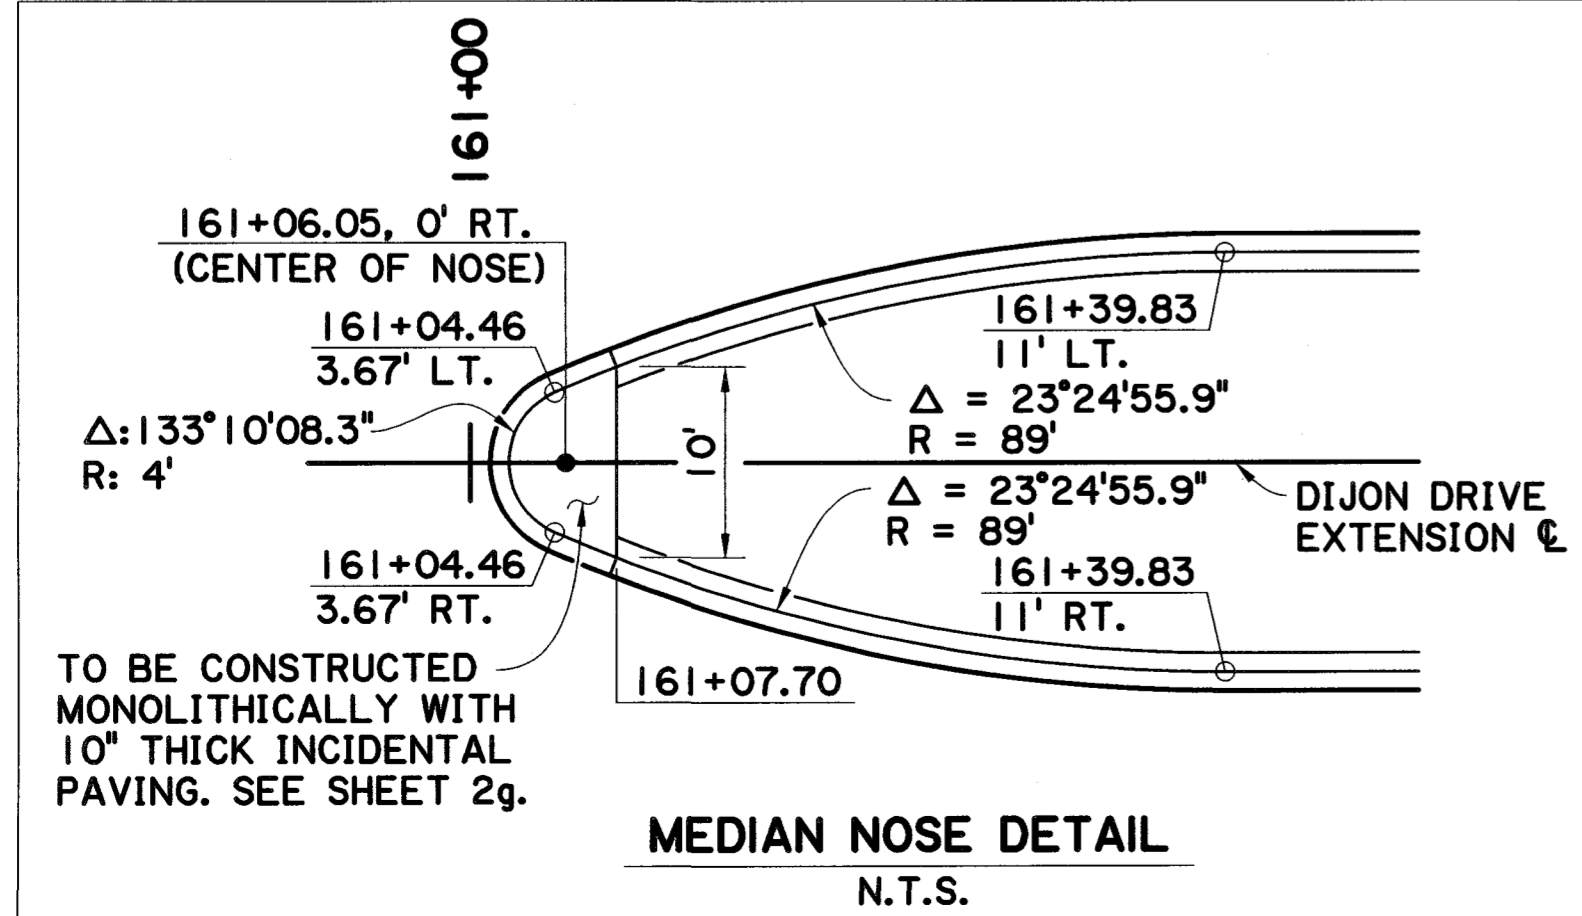 161+00
161+06.05, 0' RT.
(CENTER OF NOSE)
161+04.46
3.67' LT.
Δ:133°10'08.3"
R: 4'
161+39.83
11' LT.
Δ = 23°24'55.9"
R = 89'
10'
Δ = 23°24'55.9"
R = 89'
DIJON DRIVE
EXTENSION ℄
161+04.46
3.67' RT.
161+39.83
11' RT.
161+07.70
TO BE CONSTRUCTED
MONOLITHICALLY WITH
10" THICK INCIDENTAL
PAVING. SEE SHEET 2g.
MEDIAN NOSE DETAIL
N.T.S.